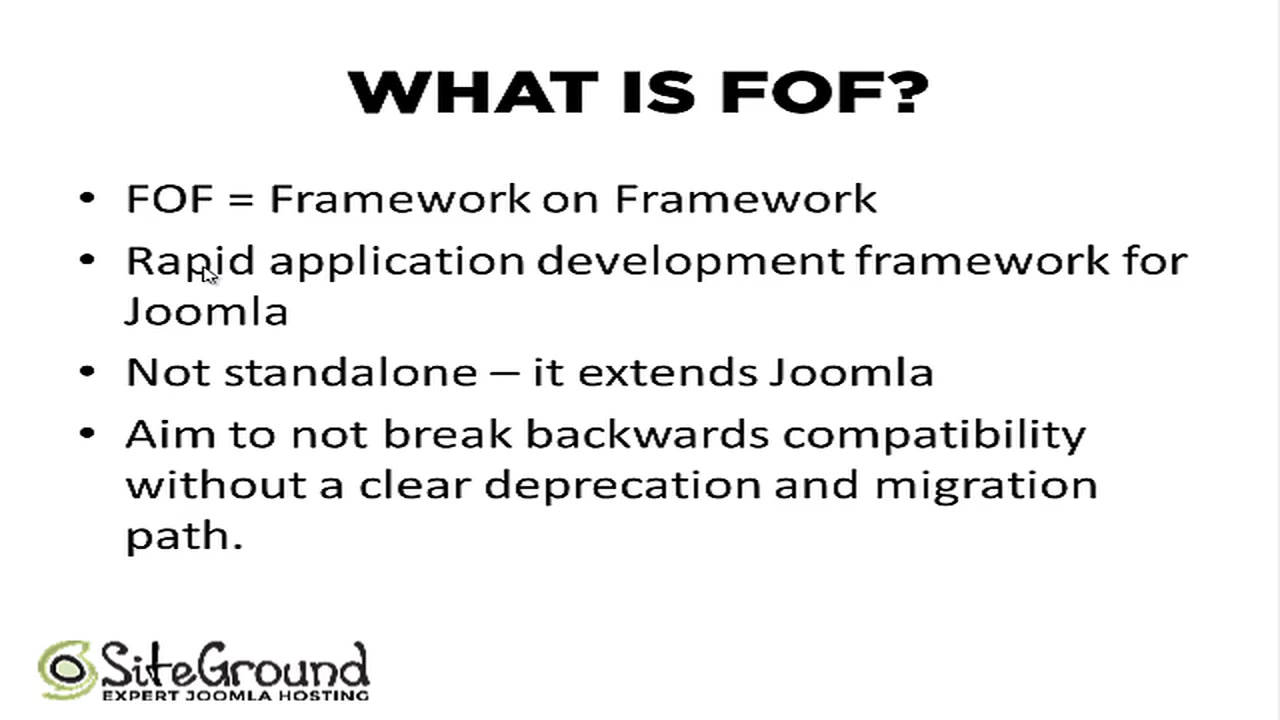 WHAT IS FOF?
• FOF = Framework on Framework
• Rapid application development framework for
Joomla
• Not standalone – it extends Joomla
• Aim to not break backwards compatibility
without a clear deprecation and migration
path.
SiteGround
EXPERT JOOMLA HOSTING